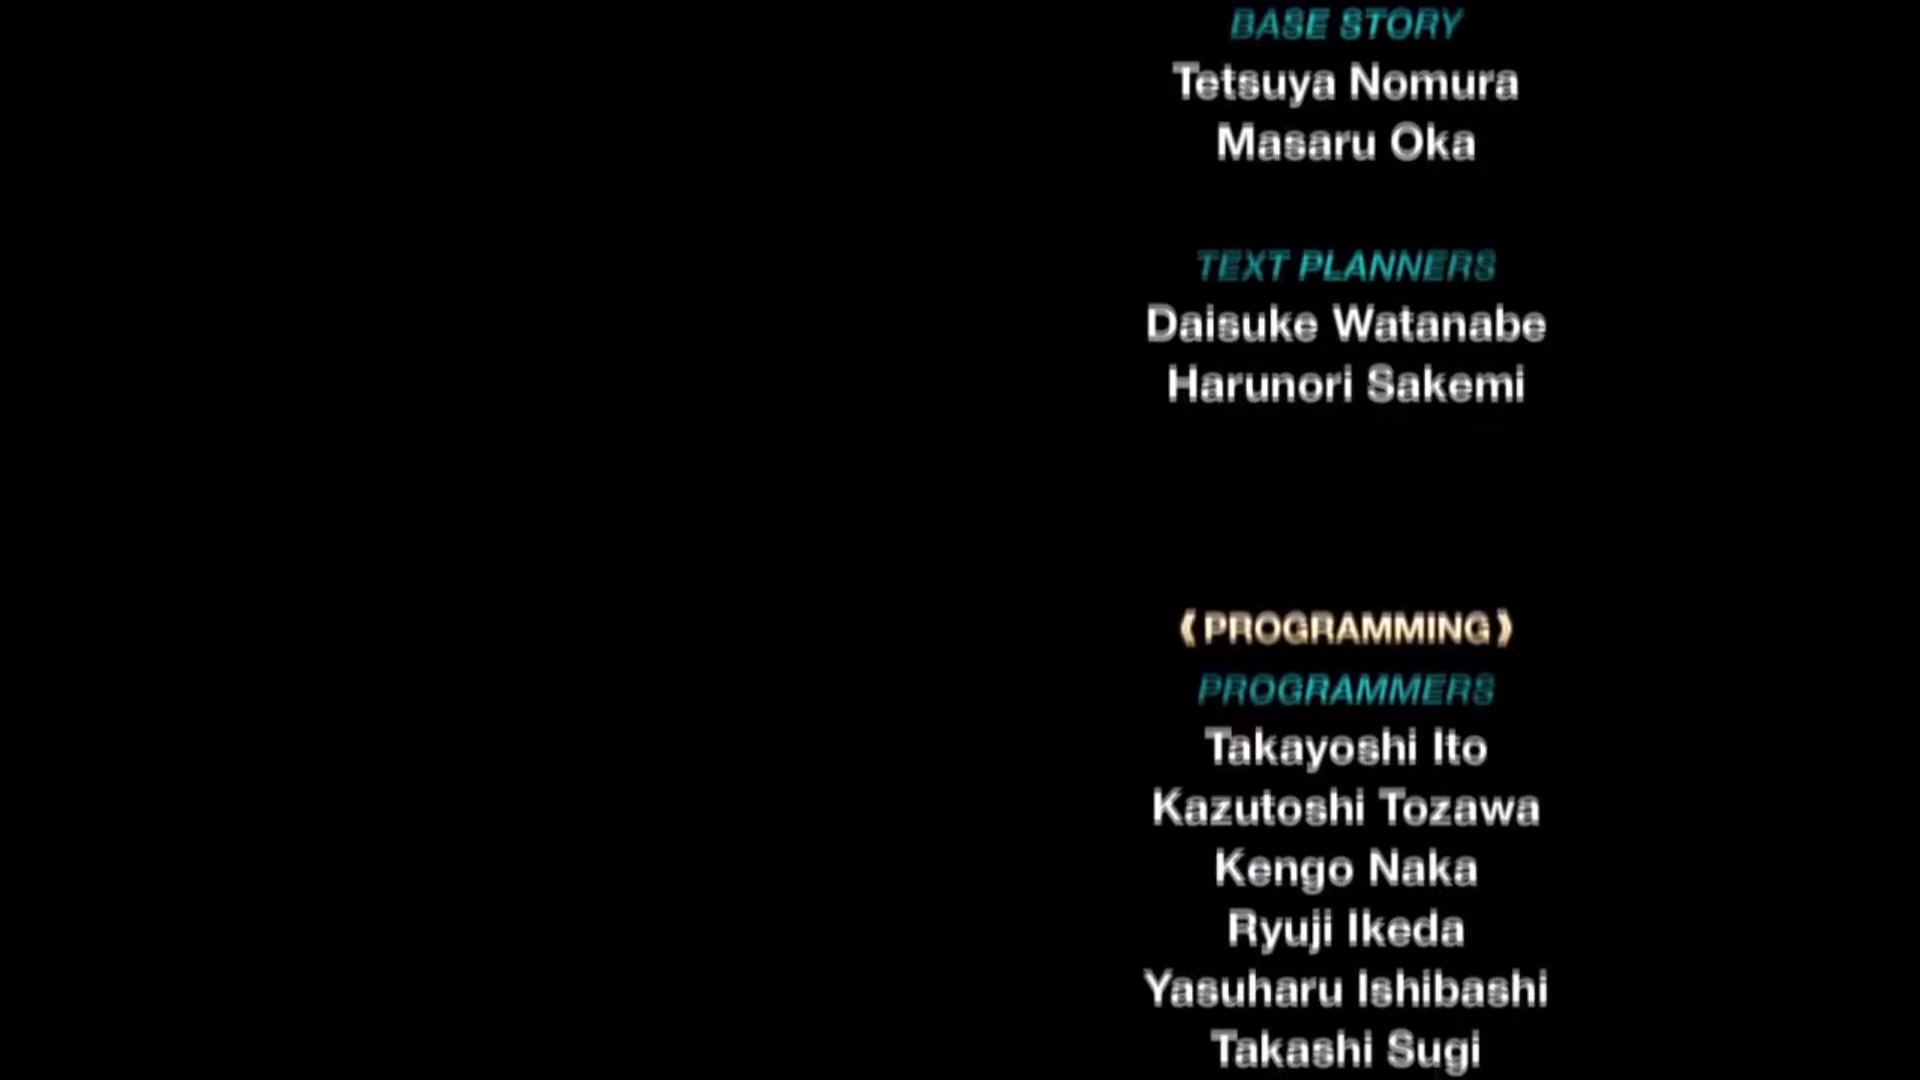 BASE STORY
Tetsuya Nomura
Masaru Oka
TEXT PLANNERS
Daisuke Watanabe
Harunori Sakemi
《PROGRAMMING》
PROGRAMMERS
Takayoshi Ito
Kazutoshi Tozawa
Kengo Naka
Ryuji Ikeda
Yasuharu Ishibashi
Takashi Sugi